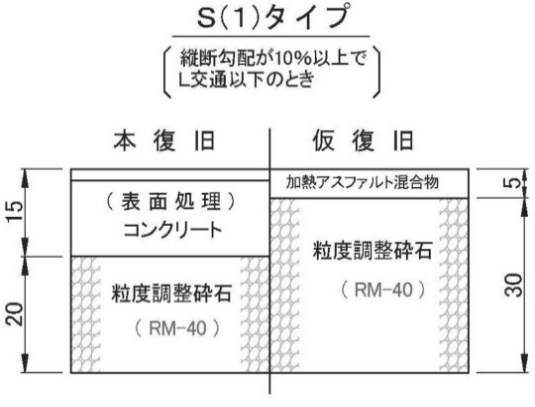 S(1)タイプ
縦断勾配が10%以上で
L交通以下のとき
本復旧
仮復旧
加熱アスファルト混合物
5
15
(表面処理)
コンクリート
粒度調整砕石
(RM-40)
30
粒度調整砕石
(RM-40)
20